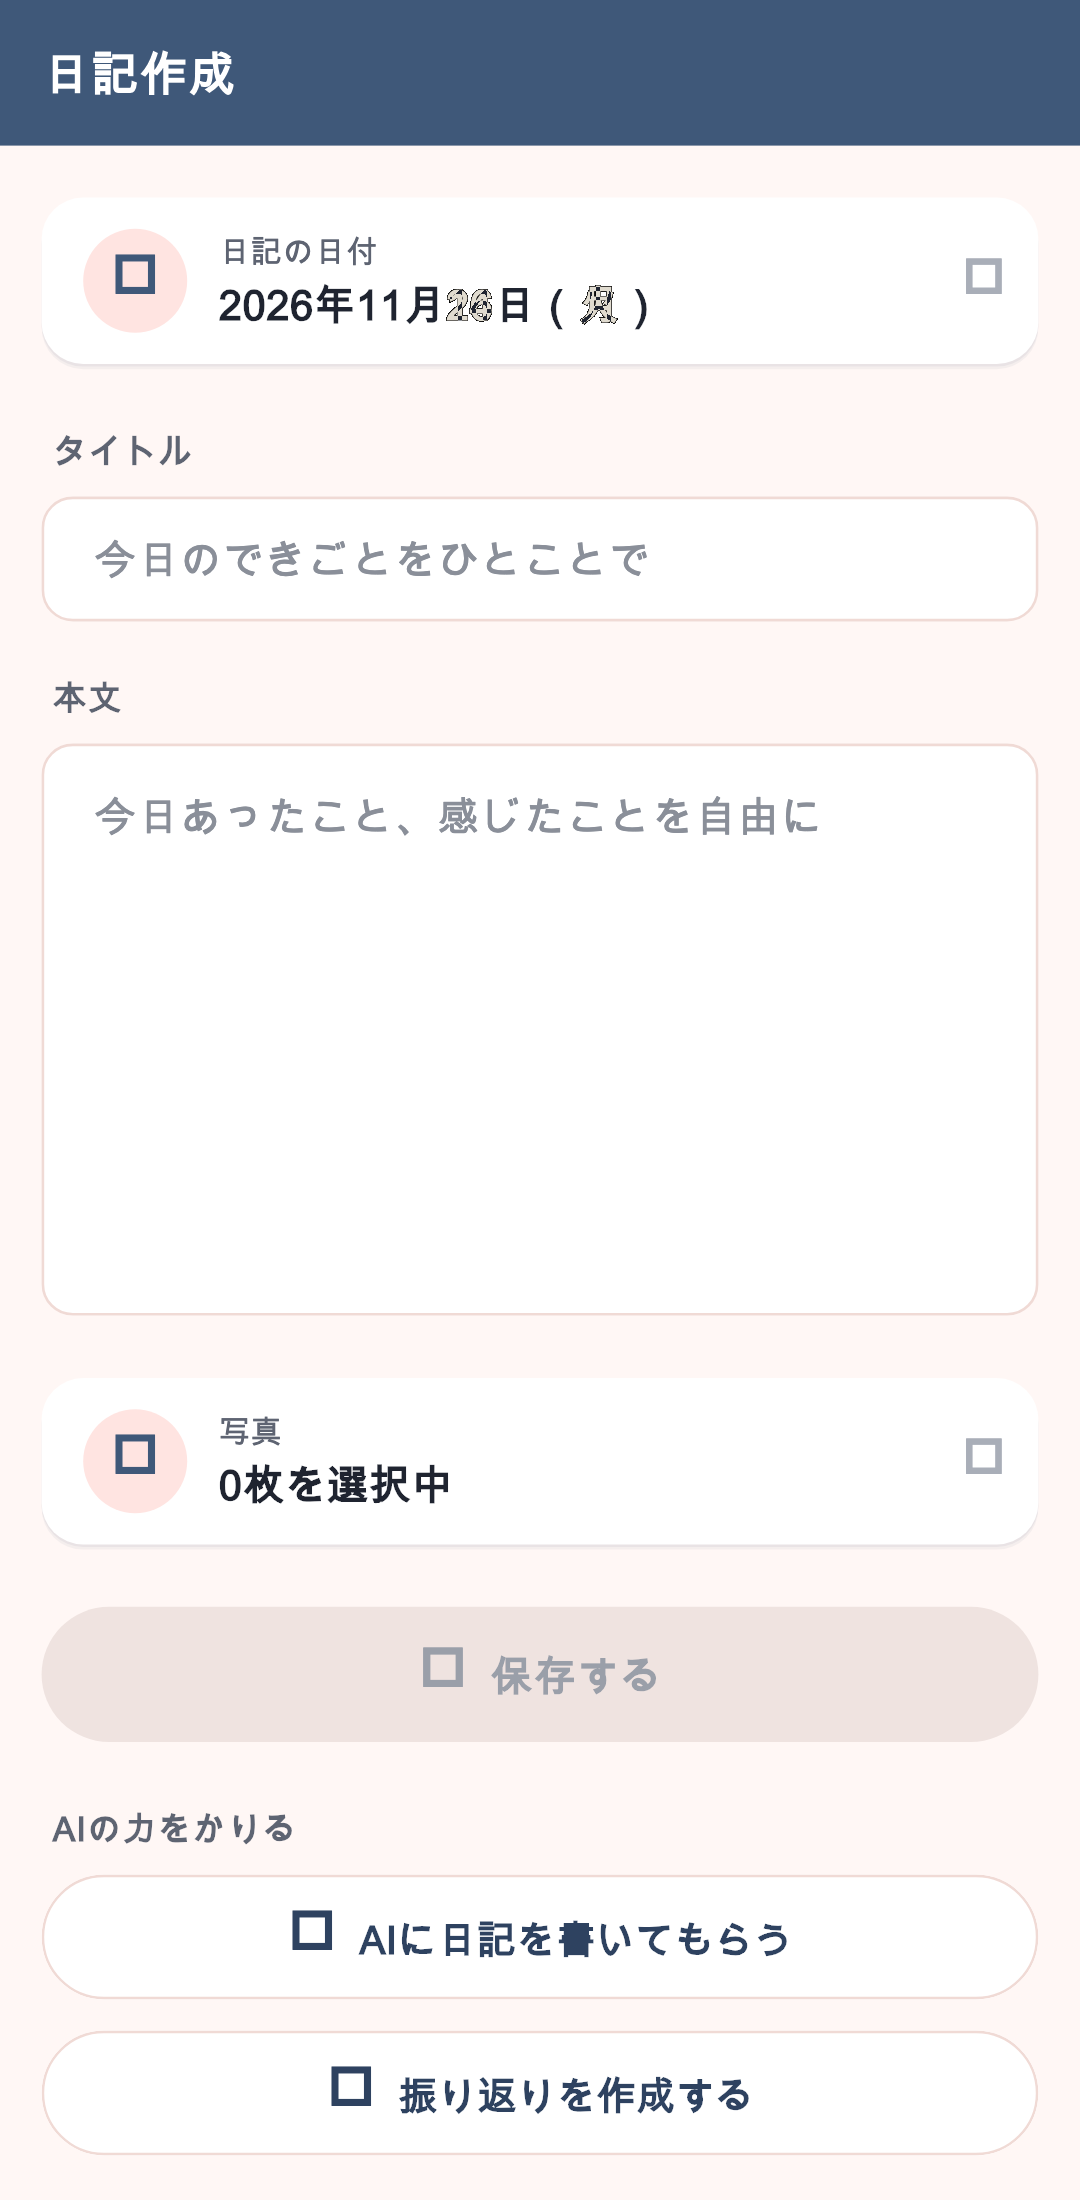 日記作成
日記の日付
2026年11月日（）
タイトル
今日のできごとをひとことで
本文
今日あったこと、感じたことを自由に
写真
0枚を選択中
保存する
AIの力をかりる
AIに日記を書いてもらう
振り返りを作成する